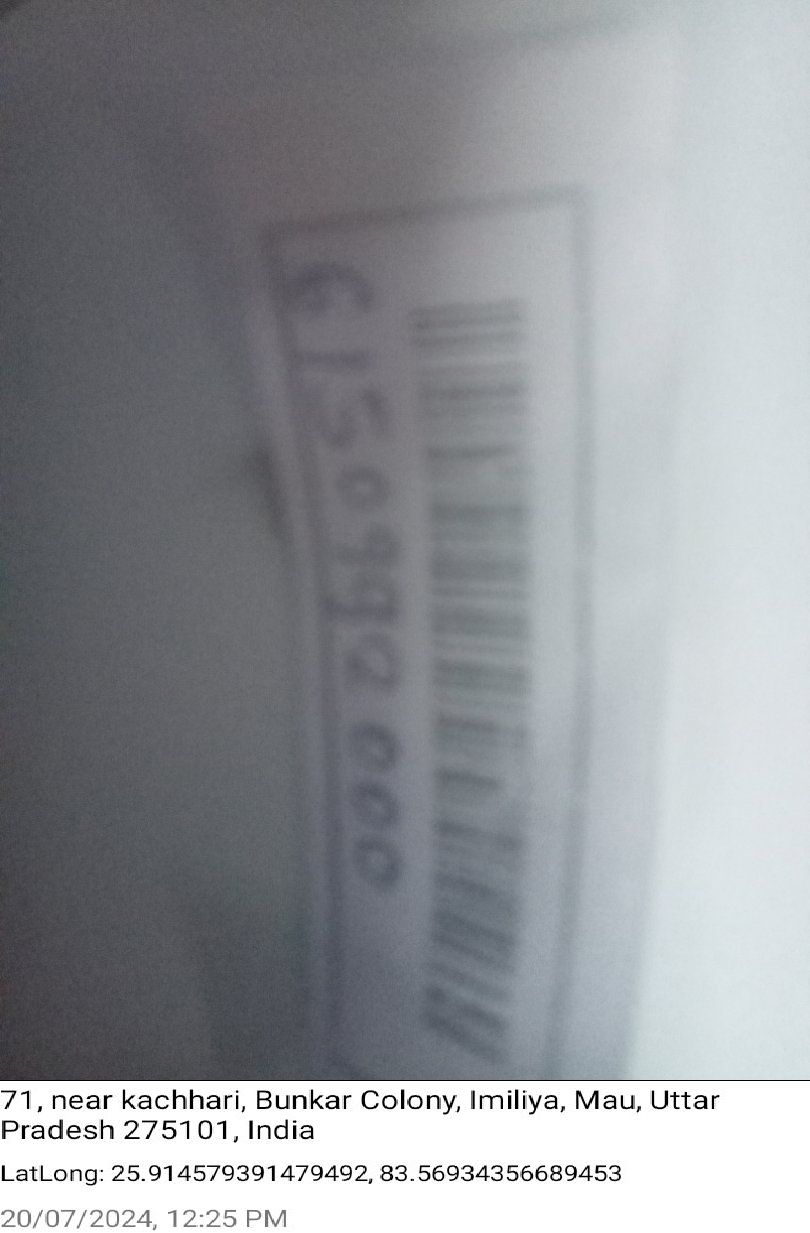 G150992000
71, near kachhari, Bunkar Colony, Imiliya, Mau, Uttar
Pradesh 275101, India
LatLong: 25.914579391479492, 83.56934356689453
20/07/2024, 12:25 PM